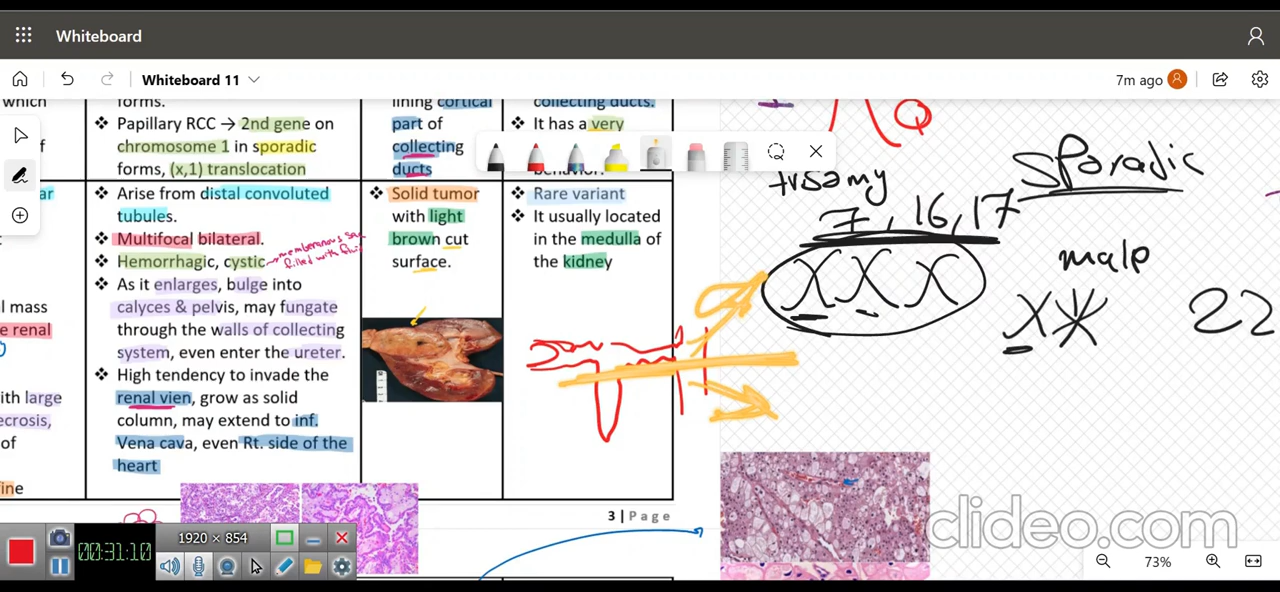 Whiteboard
Whiteboard 11
7m ago
which
f
ar
al mass
e renal
ith large
ecrosis,
of
fine
forms.
Papillary RCC → 2nd gene on
chromosome 1 in sporadic
forms, (x,1) translocation
Arise from distal convoluted
tubules.
Multifocal bilateral.
Hemorrhagic, cystic
As it enlarges, bulge into
calyces & pelvis, may fungate
through the walls of collecting
system, even enter the ureter.
High tendency to invade the
renal vien, grow as solid
column, may extend to inf.
Vena cava, even Rt. side of the
heart
lining cortical
part of
collecting
ducts
Solid tumor
with light
brown cut
surface.
collecting ducts.
It has a very
behavior.
Rare variant
It usually located
in the medulla of
the kidney
3 | Page
trisomy
7, 16, 17
Sporadic
XXX
male
22
00:31:10
1920 × 854
clideo.com
73%